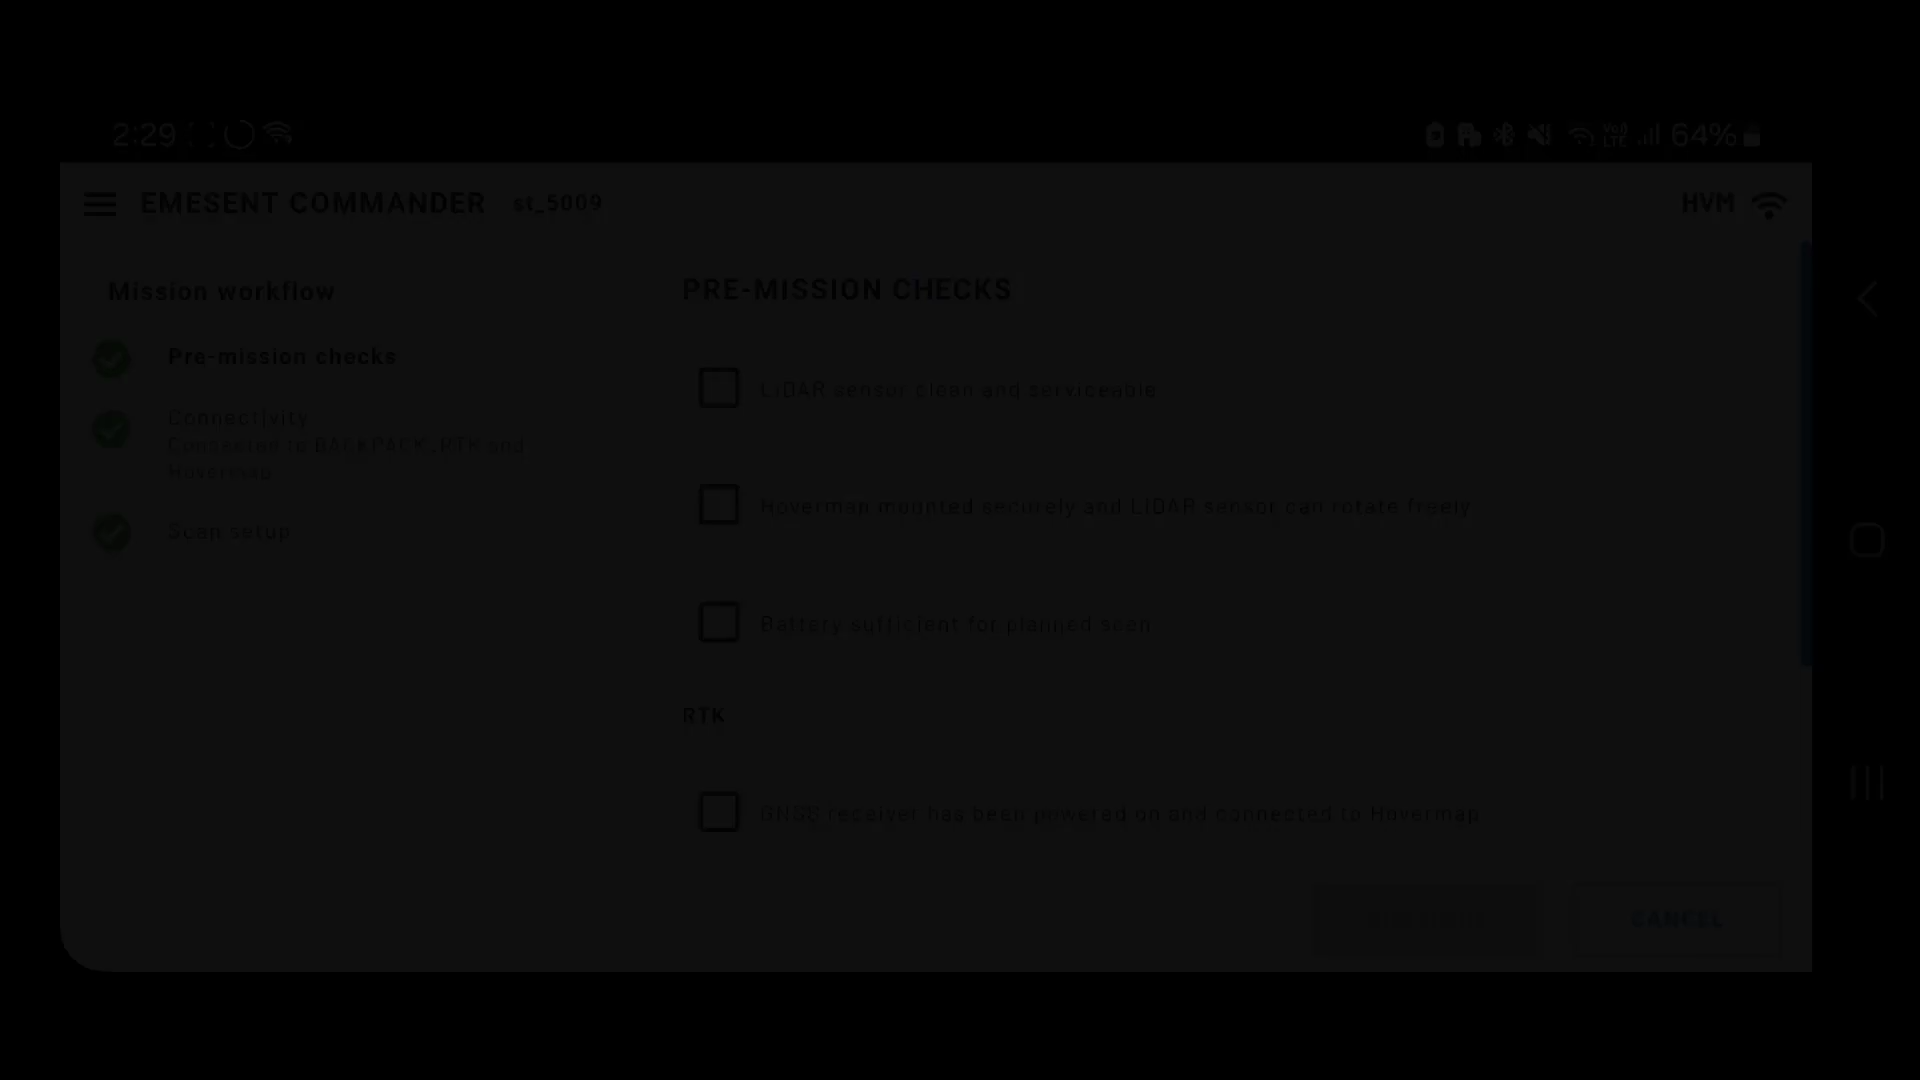 2:29
64%
EMESENT COMMANDER st_5009
HVM
Mission workflow
Pre-mission checks
Connectivity
Connected to BACKPACK_RTK and
Hovermap
Scan setup
PRE-MISSION CHECKS
LiDAR sensor clean and serviceable
Hovermap mounted securely and LiDAR sensor can rotate freely
Battery sufficient for planned scan
RTK
GNSS receiver has been powered on and connected to Hovermap
CANCEL